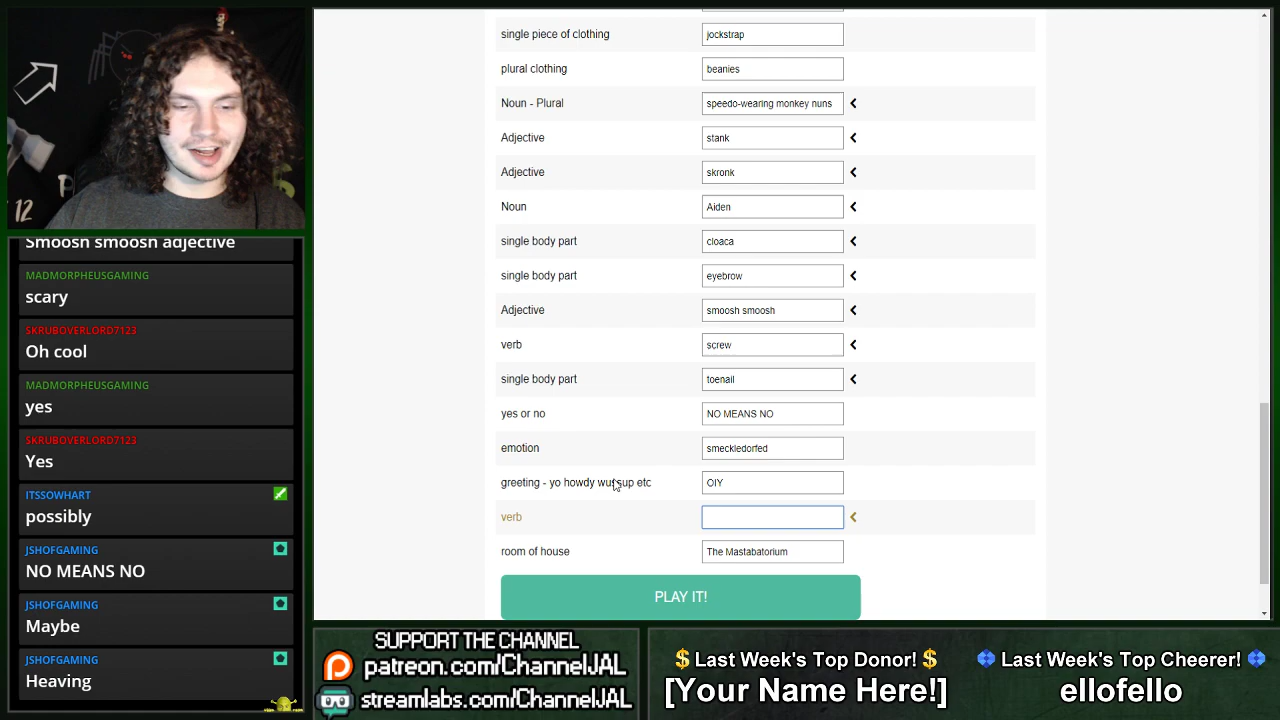 12
P
Smoosh smoosh adjective
MADMORPHEUSGAMING
scary
SKRUBOVERLORD7123
Oh cool
MADMORPHEUSGAMING
yes
SKRUBOVERLORD7123
Yes
ITSSOWHART
possibly
JSHOFGAMING
NO MEANS NO
JSHOFGAMING
Maybe
JSHOFGAMING
Heaving
single piece of clothing jockstrap
plural clothing beanies
Noun - Plural speedo-wearing monkey nuns
Adjective stank
Adjective skronk
Noun Aiden
single body part cloaca
single body part eyebrow
Adjective smoosh smoosh
verb screw
single body part toenail
yes or no NO MEANS NO
emotion smeckledorfed
greeting - yo howdy wutsup etc OIY
verb
room of house The Mastabatorium
PLAY IT!
SUPPORT THE CHANNEL
patreon.com/ChannelJAL
streamlabs.com/ChannelJAL
$ Last Week's Top Donor! $
[Your Name Here!]
Last Week's Top Cheerer!
ellofello